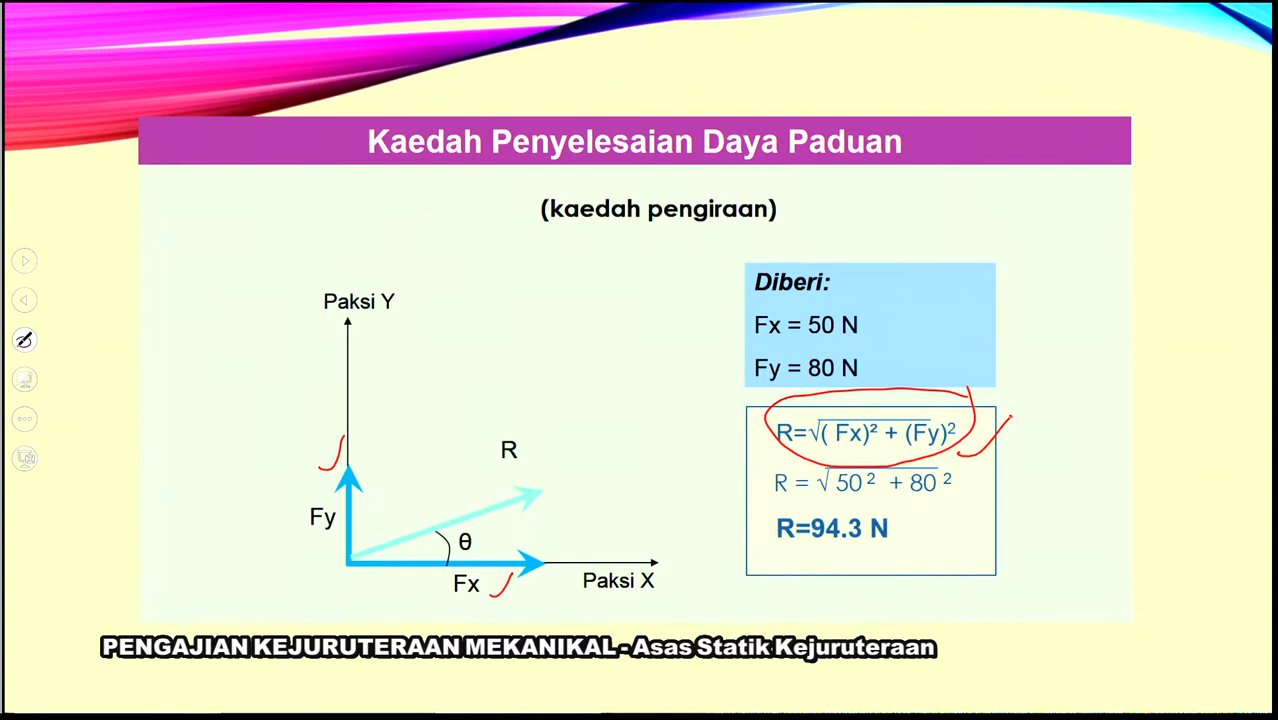 Kaedah Penyelesaian Daya Paduan
(kaedah pengiraan)
Paksi Y
R
Fy
θ
Fx
Paksi X
Diberi:
Fx = 50 N
Fy = 80 N
R=√( Fx)² + (Fy)²
R = √ 50 ² + 80 ²
R=94.3 N
PENGAJIAN KEJURUTERAAN MEKANIKAL - Asas Statik Kejuruteraan